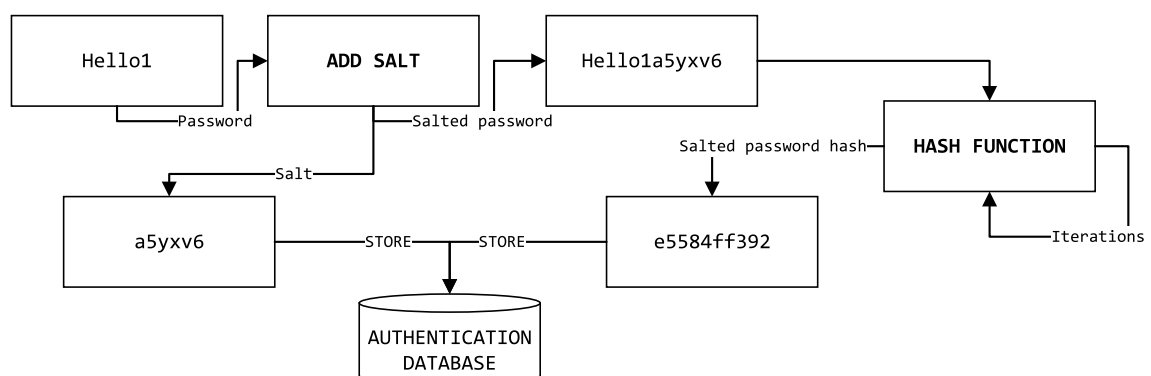 Hello1
ADD SALT
Hello1a5yxv6
Password
Salted password
HASH FUNCTION
Salted password hash
Salt
Iterations
a5yxv6
STORE
STORE
e5584ff392
AUTHENTICATION
DATABASE